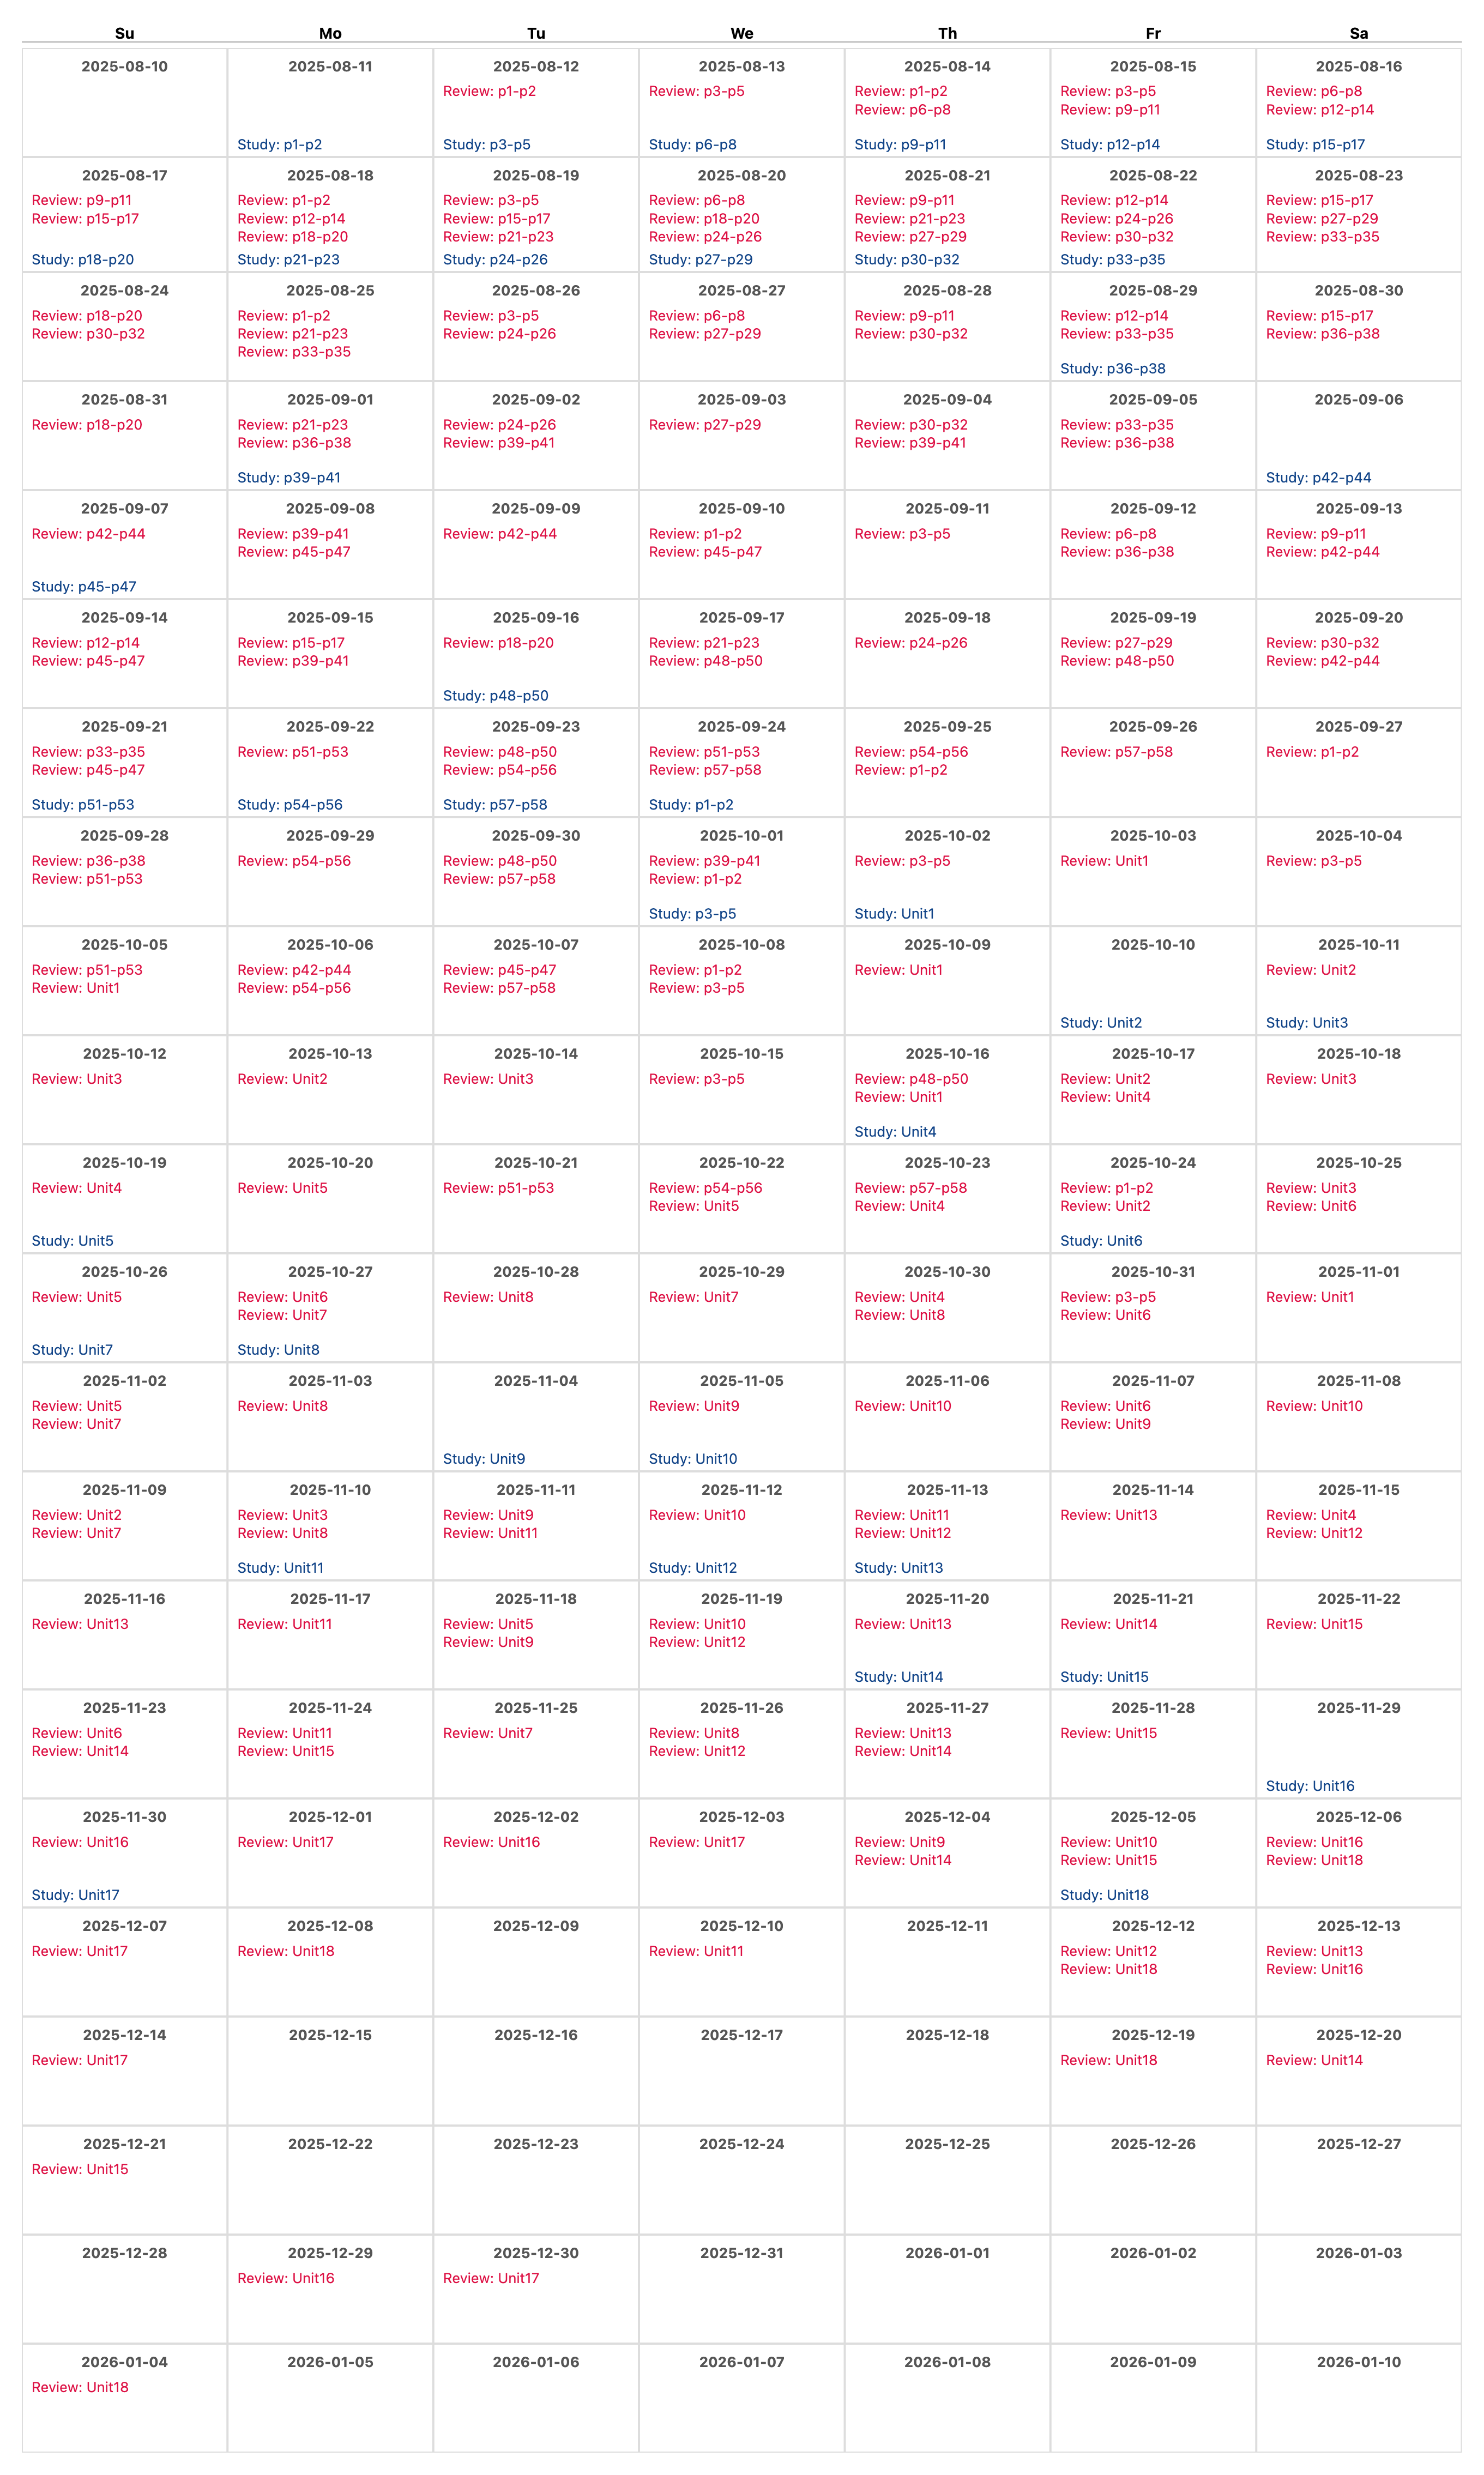 Su Mo Tu We Th Fr Sa
2025-08-10
2025-08-11
Study: p1-p2
2025-08-12
Review: p1-p2
Study: p3-p5
2025-08-13
Review: p3-p5
Study: p6-p8
2025-08-14
Review: p1-p2
Review: p6-p8
Study: p9-p11
2025-08-15
Review: p3-p5
Review: p9-p11
Study: p12-p14
2025-08-16
Review: p6-p8
Review: p12-p14
Study: p15-p17
2025-08-17
Review: p9-p11
Review: p15-p17
Study: p18-p20
2025-08-18
Review: p1-p2
Review: p12-p14
Review: p18-p20
Study: p21-p23
2025-08-19
Review: p3-p5
Review: p15-p17
Review: p21-p23
Study: p24-p26
2025-08-20
Review: p6-p8
Review: p18-p20
Review: p24-p26
Study: p27-p29
2025-08-21
Review: p9-p11
Review: p21-p23
Review: p27-p29
Study: p30-p32
2025-08-22
Review: p12-p14
Review: p24-p26
Review: p30-p32
Study: p33-p35
2025-08-23
Review: p15-p17
Review: p27-p29
Review: p33-p35
2025-08-24
Review: p18-p20
Review: p30-p32
2025-08-25
Review: p1-p2
Review: p21-p23
Review: p33-p35
2025-08-26
Review: p3-p5
Review: p24-p26
2025-08-27
Review: p6-p8
Review: p27-p29
2025-08-28
Review: p9-p11
Review: p30-p32
2025-08-29
Review: p12-p14
Review: p33-p35
Study: p36-p38
2025-08-30
Review: p15-p17
Review: p36-p38
2025-08-31
Review: p18-p20
2025-09-01
Review: p21-p23
Review: p36-p38
Study: p39-p41
2025-09-02
Review: p24-p26
Review: p39-p41
2025-09-03
Review: p27-p29
2025-09-04
Review: p30-p32
Review: p39-p41
2025-09-05
Review: p33-p35
Review: p36-p38
2025-09-06
Study: p42-p44
2025-09-07
Review: p42-p44
Study: p45-p47
2025-09-08
Review: p39-p41
Review: p45-p47
2025-09-09
Review: p42-p44
2025-09-10
Review: p1-p2
Review: p45-p47
2025-09-11
Review: p3-p5
2025-09-12
Review: p6-p8
Review: p36-p38
2025-09-13
Review: p9-p11
Review: p42-p44
2025-09-14
Review: p12-p14
Review: p45-p47
2025-09-15
Review: p15-p17
Review: p39-p41
2025-09-16
Review: p18-p20
Study: p48-p50
2025-09-17
Review: p21-p23
Review: p48-p50
2025-09-18
Review: p24-p26
2025-09-19
Review: p27-p29
Review: p48-p50
2025-09-20
Review: p30-p32
Review: p42-p44
2025-09-21
Review: p33-p35
Review: p45-p47
Study: p51-p53
2025-09-22
Review: p51-p53
Study: p54-p56
2025-09-23
Review: p48-p50
Review: p54-p56
Study: p57-p58
2025-09-24
Review: p51-p53
Review: p57-p58
Study: p1-p2
2025-09-25
Review: p54-p56
Review: p1-p2
2025-09-26
Review: p57-p58
2025-09-27
Review: p1-p2
2025-09-28
Review: p36-p38
Review: p51-p53
2025-09-29
Review: p54-p56
2025-09-30
Review: p48-p50
Review: p57-p58
2025-10-01
Review: p39-p41
Review: p1-p2
Study: p3-p5
2025-10-02
Review: p3-p5
Study: Unit1
2025-10-03
Review: Unit1
2025-10-04
Review: p3-p5
2025-10-05
Review: p51-p53
Review: Unit1
2025-10-06
Review: p42-p44
Review: p54-p56
2025-10-07
Review: p45-p47
Review: p57-p58
2025-10-08
Review: p1-p2
Review: p3-p5
2025-10-09
Review: Unit1
2025-10-10
Study: Unit2
2025-10-11
Review: Unit2
Study: Unit3
2025-10-12
Review: Unit3
2025-10-13
Review: Unit2
2025-10-14
Review: Unit3
2025-10-15
Review: p3-p5
2025-10-16
Review: p48-p50
Review: Unit1
Study: Unit4
2025-10-17
Review: Unit2
Review: Unit4
2025-10-18
Review: Unit3
2025-10-19
Review: Unit4
Study: Unit5
2025-10-20
Review: Unit5
2025-10-21
Review: p51-p53
2025-10-22
Review: p54-p56
Review: Unit5
2025-10-23
Review: p57-p58
Review: Unit4
2025-10-24
Review: p1-p2
Review: Unit2
Study: Unit6
2025-10-25
Review: Unit3
Review: Unit6
2025-10-26
Review: Unit5
Study: Unit7
2025-10-27
Review: Unit6
Review: Unit7
Study: Unit8
2025-10-28
Review: Unit8
2025-10-29
Review: Unit7
2025-10-30
Review: Unit4
Review: Unit8
2025-10-31
Review: p3-p5
Review: Unit6
2025-11-01
Review: Unit1
2025-11-02
Review: Unit5
Review: Unit7
2025-11-03
Review: Unit8
2025-11-04
Study: Unit9
2025-11-05
Review: Unit9
Study: Unit10
2025-11-06
Review: Unit10
2025-11-07
Review: Unit6
Review: Unit9
2025-11-08
Review: Unit10
2025-11-09
Review: Unit2
Review: Unit7
2025-11-10
Review: Unit3
Review: Unit8
Study: Unit11
2025-11-11
Review: Unit9
Review: Unit11
2025-11-12
Review: Unit10
Study: Unit12
2025-11-13
Review: Unit11
Review: Unit12
Study: Unit13
2025-11-14
Review: Unit13
2025-11-15
Review: Unit4
Review: Unit12
2025-11-16
Review: Unit13
2025-11-17
Review: Unit11
2025-11-18
Review: Unit5
Review: Unit9
2025-11-19
Review: Unit10
Review: Unit12
2025-11-20
Review: Unit13
Study: Unit14
2025-11-21
Review: Unit14
Study: Unit15
2025-11-22
Review: Unit15
2025-11-23
Review: Unit6
Review: Unit14
2025-11-24
Review: Unit11
Review: Unit15
2025-11-25
Review: Unit7
2025-11-26
Review: Unit8
Review: Unit12
2025-11-27
Review: Unit13
Review: Unit14
2025-11-28
Review: Unit15
2025-11-29
Study: Unit16
2025-11-30
Review: Unit16
Study: Unit17
2025-12-01
Review: Unit17
2025-12-02
Review: Unit16
2025-12-03
Review: Unit17
2025-12-04
Review: Unit9
Review: Unit14
2025-12-05
Review: Unit10
Review: Unit15
Study: Unit18
2025-12-06
Review: Unit16
Review: Unit18
2025-12-07
Review: Unit17
2025-12-08
Review: Unit18
2025-12-09
2025-12-10
Review: Unit11
2025-12-11
2025-12-12
Review: Unit12
Review: Unit18
2025-12-13
Review: Unit13
Review: Unit16
2025-12-14
Review: Unit17
2025-12-15
2025-12-16
2025-12-17
2025-12-18
2025-12-19
Review: Unit18
2025-12-20
Review: Unit14
2025-12-21
Review: Unit15
2025-12-22
2025-12-23
2025-12-24
2025-12-25
2025-12-26
2025-12-27
2025-12-28
2025-12-29
Review: Unit16
2025-12-30
Review: Unit17
2025-12-31
2026-01-01
2026-01-02
2026-01-03
2026-01-04
Review: Unit18
2026-01-05
2026-01-06
2026-01-07
2026-01-08
2026-01-09
2026-01-10